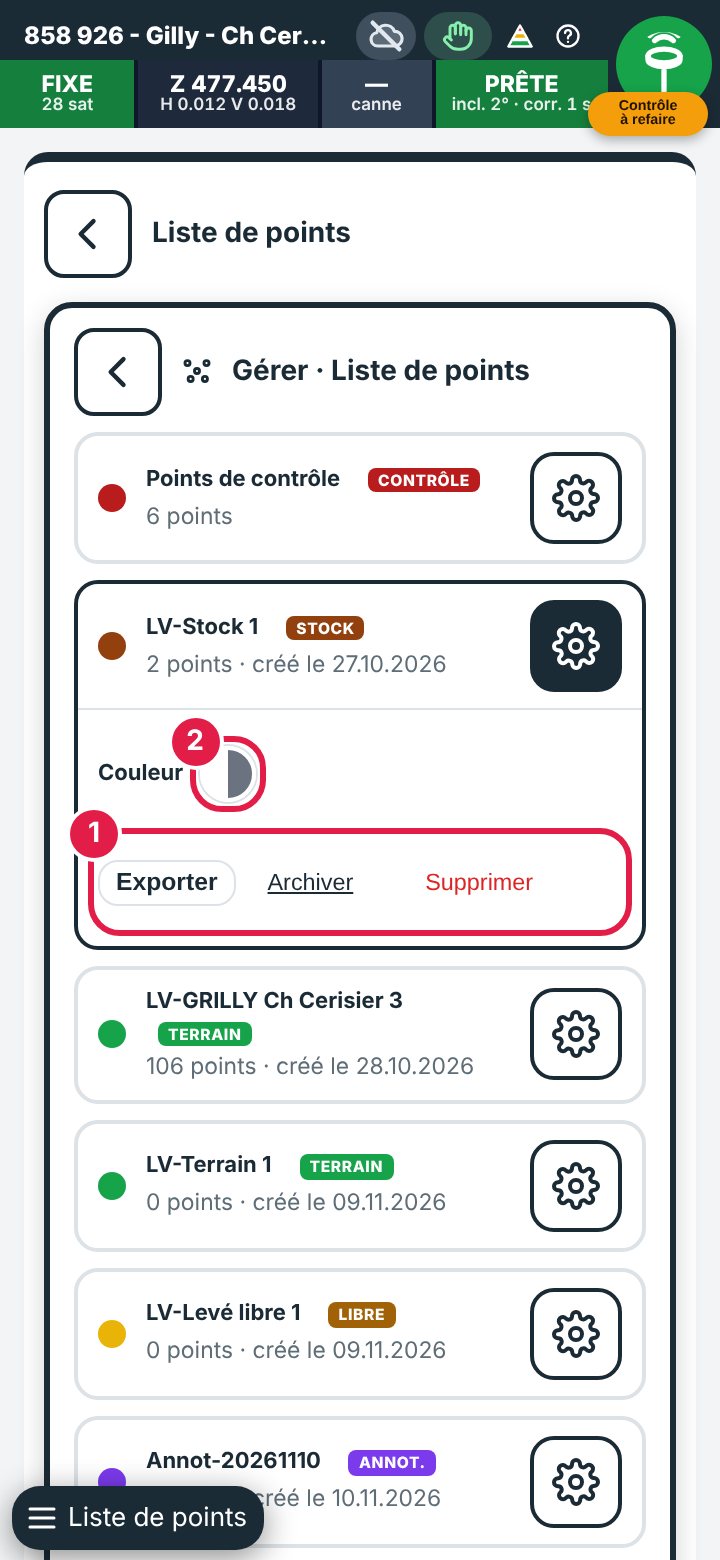 858 926 - Gilly - Ch Cer...
FIXE
28 sat
Z 477.450
H 0.012 V 0.018
—
canne
PRÊTE
incl. 2° · corr. 1 s
Contrôle
à refaire
Liste de points
Gérer · Liste de points
Points de contrôle CONTRÔLE
6 points
LV-Stock 1 STOCK
2 points · créé le 27.10.2026
2
Couleur
1
Exporter Archiver Supprimer
LV-GRILLY Ch Cerisier 3
TERRAIN
106 points · créé le 28.10.2026
LV-Terrain 1 TERRAIN
0 points · créé le 09.11.2026
LV-Levé libre 1 LIBRE
0 points · créé le 09.11.2026
Annot-20261110 ANNOT.
créé le 10.11.2026
Liste de points